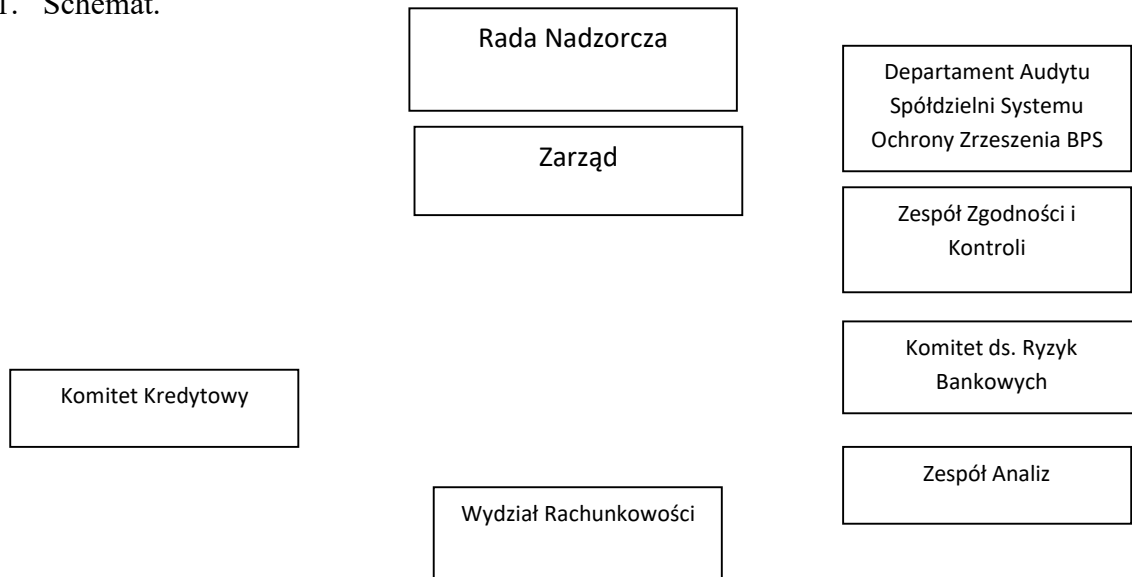 1. Schemat.
Rada Nadzorcza
Zarząd
Departament Audytu
Spółdzielni Systemu
Ochrony Zrzeszenia BPS
Zespół Zgodności i
Kontroli
Komitet ds. Ryzyk
Bankowych
Komitet Kredytowy
Zespół Analiz
Wydział Rachunkowości